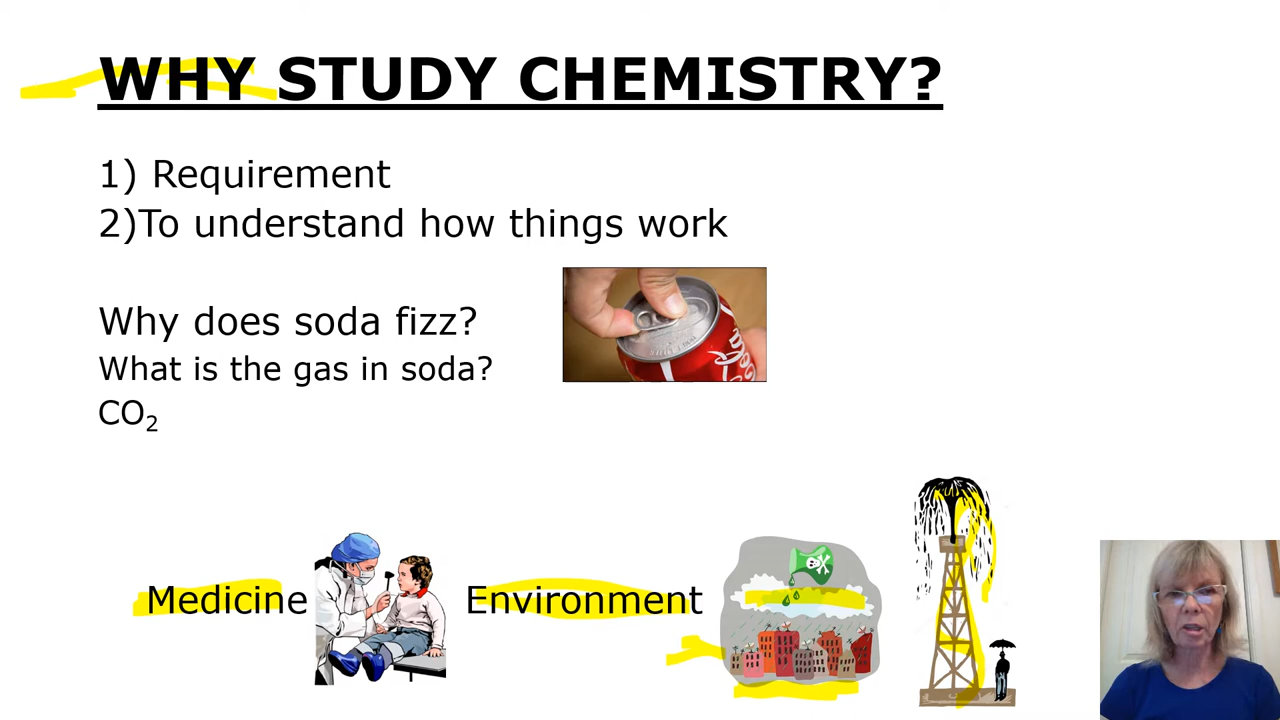 WHY STUDY CHEMISTRY?
1) Requirement
2)To understand how things work
Why does soda fizz?
What is the gas in soda?
CO₂
Medicine
Environment